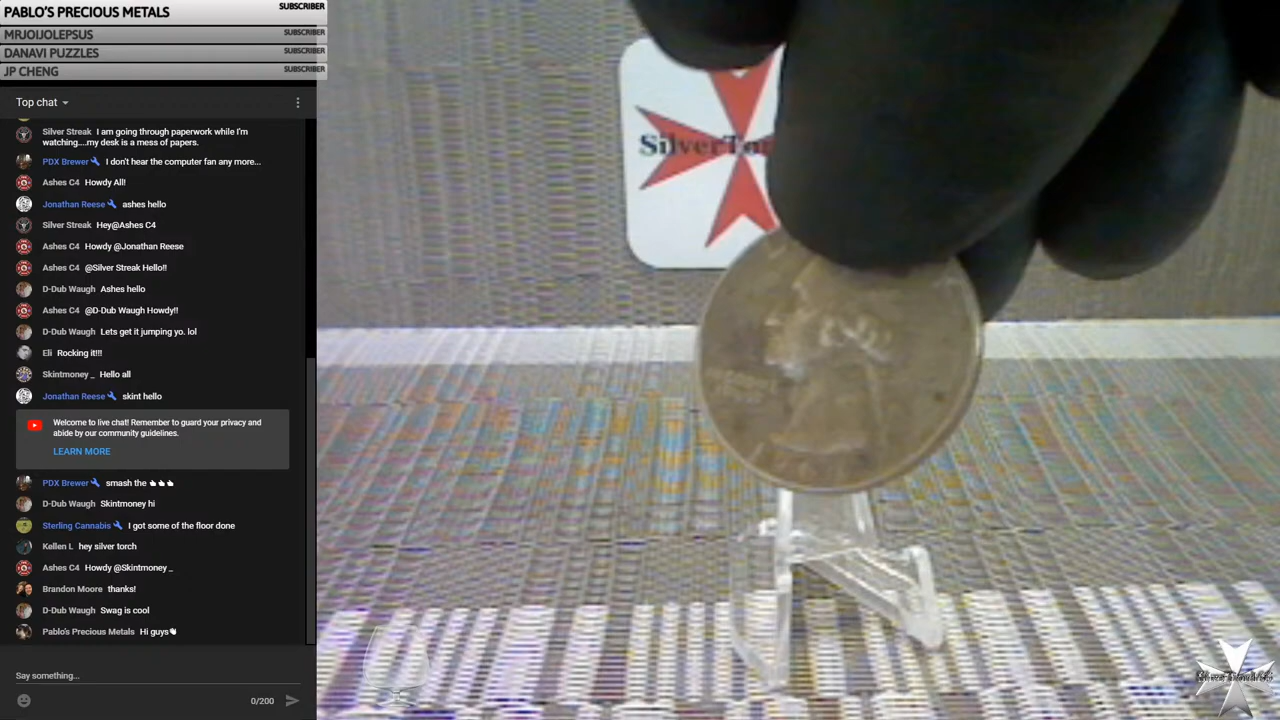 PABLO'S PRECIOUS METALS SUBSCRIBER
MRJOIJOLEPSUS SUBSCRIBER
DANAVI PUZZLES SUBSCRIBER
JP CHENG SUBSCRIBER
Top chat
Silver Streak I am going through paperwork while I'm
watching....my desk is a mess of papers.
PDX Brewer I don't hear the computer fan any more...
Ashes C4 Howdy All!
Jonathan Reese ashes hello
Silver Streak Hey@Ashes C4
Ashes C4 Howdy @Jonathan Reese
Ashes C4 @Silver Streak Hello!!
D-Dub Waugh Ashes hello
Ashes C4 @D-Dub Waugh Howdy!!
D-Dub Waugh Lets get it jumping yo. lol
Eli Rocking it!!!
Skintmoney _ Hello all
Jonathan Reese skint hello
Welcome to live chat! Remember to guard your privacy and
abide by our community guidelines.
LEARN MORE
PDX Brewer smash the 👆👆👆
D-Dub Waugh Skintmoney hi
Sterling Cannabis I got some of the floor done
Kellen L hey silver torch
Ashes C4 Howdy @Skintmoney _
Brandon Moore thanks!
D-Dub Waugh Swag is cool
Pablo's Precious Metals Hi guys👋
Say something...
0/200